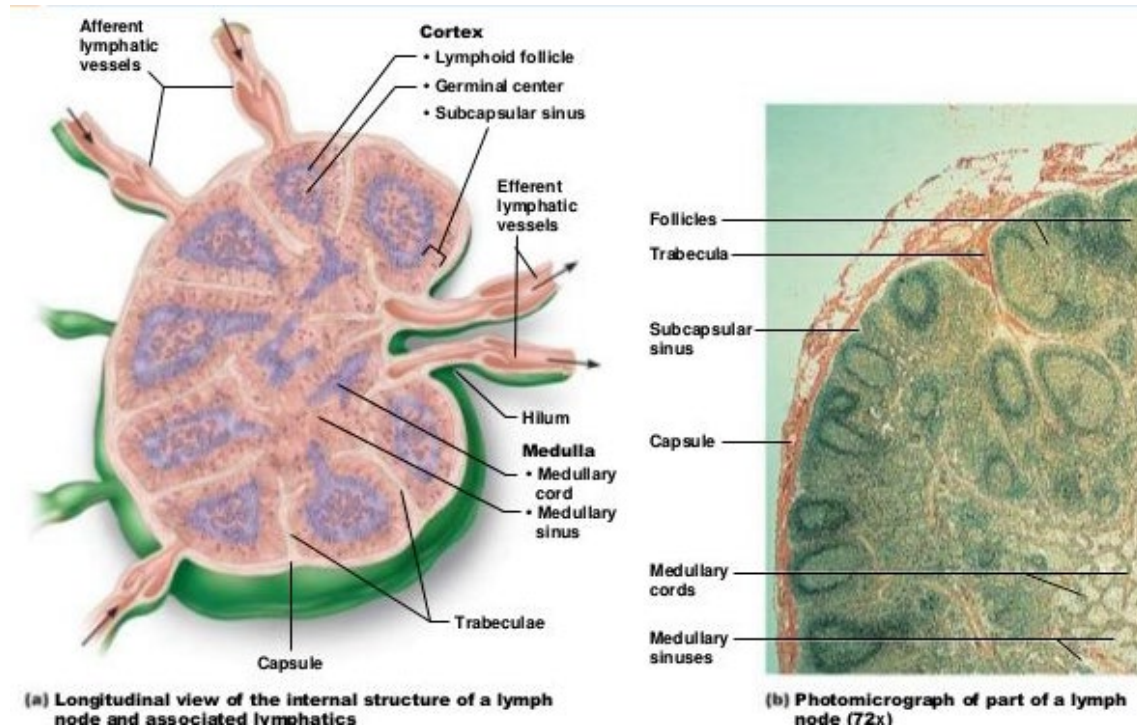 Afferent
lymphatic
vessels
Cortex
• Lymphoid follicle
• Germinal center
• Subcapsular sinus
Efferent
lymphatic
vessels
Hilum
Medulla
• Medullary
cord
• Medullary
sinus
Trabeculae
Capsule
(a) Longitudinal view of the internal structure of a lymph
node and associated lymphatics
Follicles
Trabecula
Subcapsular
sinus
Capsule
Medullary
cords
Medullary
sinuses
(b) Photomicrograph of part of a lymph
node (72x)